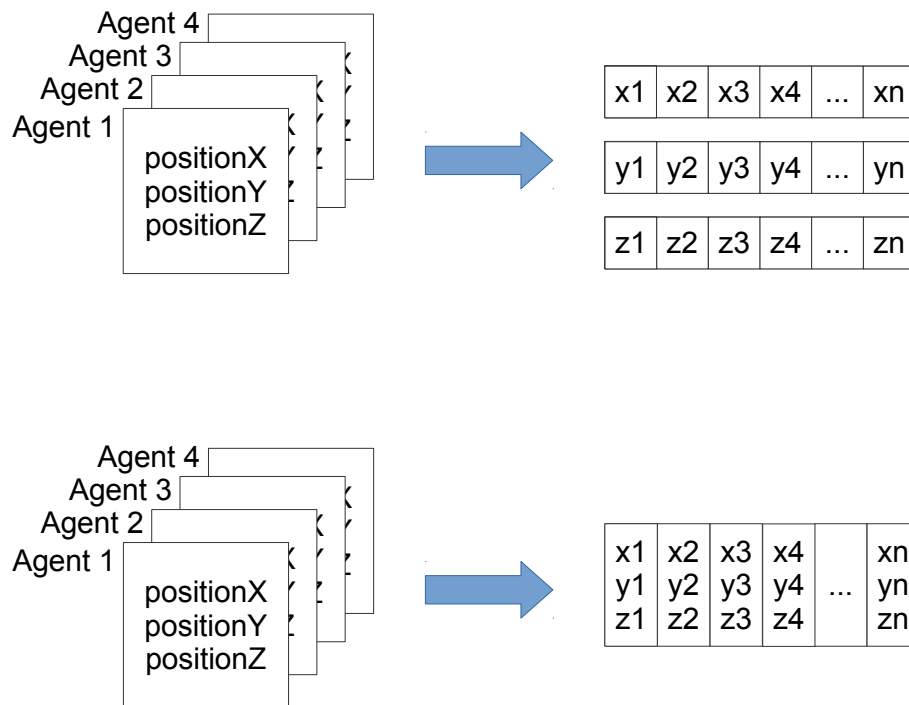 Agent 4
Agent 3
Agent 2
Agent 1
X
Y
Z
X
Y
Z
X
Y
Z
positionX
positionY
positionZ
x1 x2 x3 x4 ... xn
y1 y2 y3 y4 ... yn
z1 z2 z3 z4 ... zn
Agent 4
Agent 3
Agent 2
Agent 1
X
Y
Z
X
Y
Z
X
Y
Z
positionX
positionY
positionZ
x1 x2 x3 x4 xn
y1 y2 y3 y4 ... yn
z1 z2 z3 z4 zn